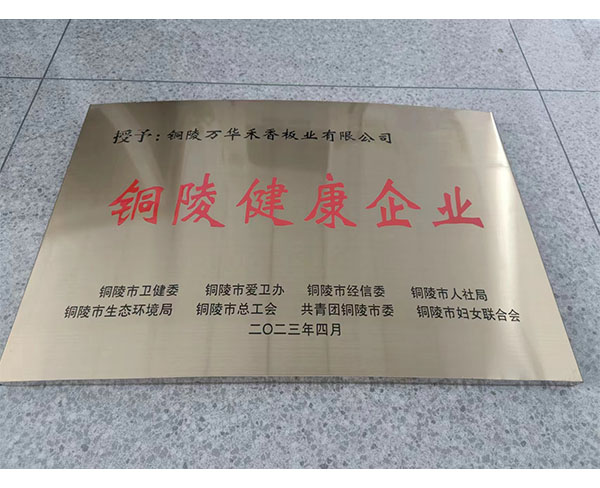 授予：铜陵万华禾香板业有限公司
铜陵健康企业
铜陵市卫健委 铜陵市爱卫办 铜陵市经信委 铜陵市人社局
铜陵市生态环境局 铜陵市总工会 共青团铜陵市委 铜陵市妇女联合会
二〇二三年四月